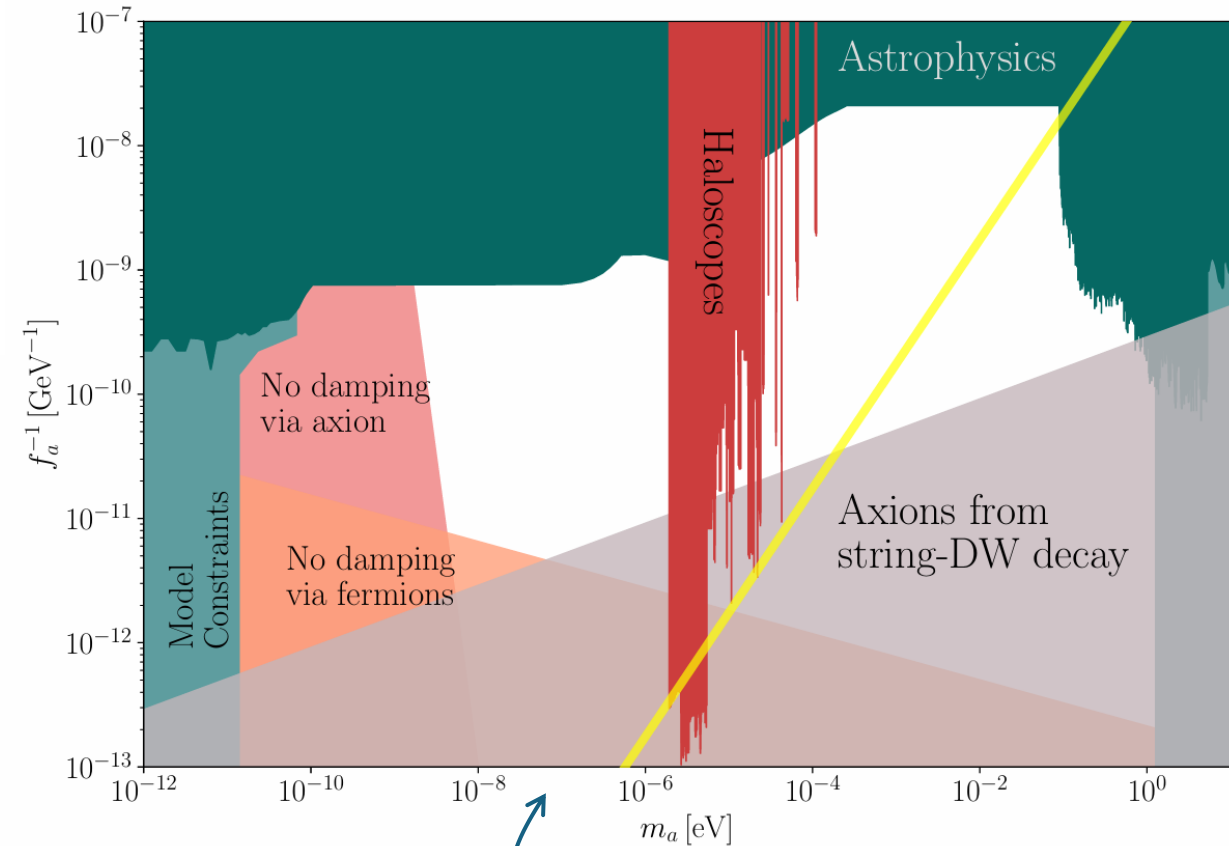 10⁻⁷
10⁻⁸
10⁻⁹
10⁻¹⁰
10⁻¹¹
10⁻¹²
10⁻¹³
f_a⁻¹ [GeV⁻¹]
Astrophysics
Haloscopes
No damping
via axion
No damping
via fermions
Model
Constraints
Axions from
string-DW decay
10⁻¹² 10⁻¹⁰ 10⁻⁸ 10⁻⁶ 10⁻⁴ 10⁻² 10⁰
m_a [eV]